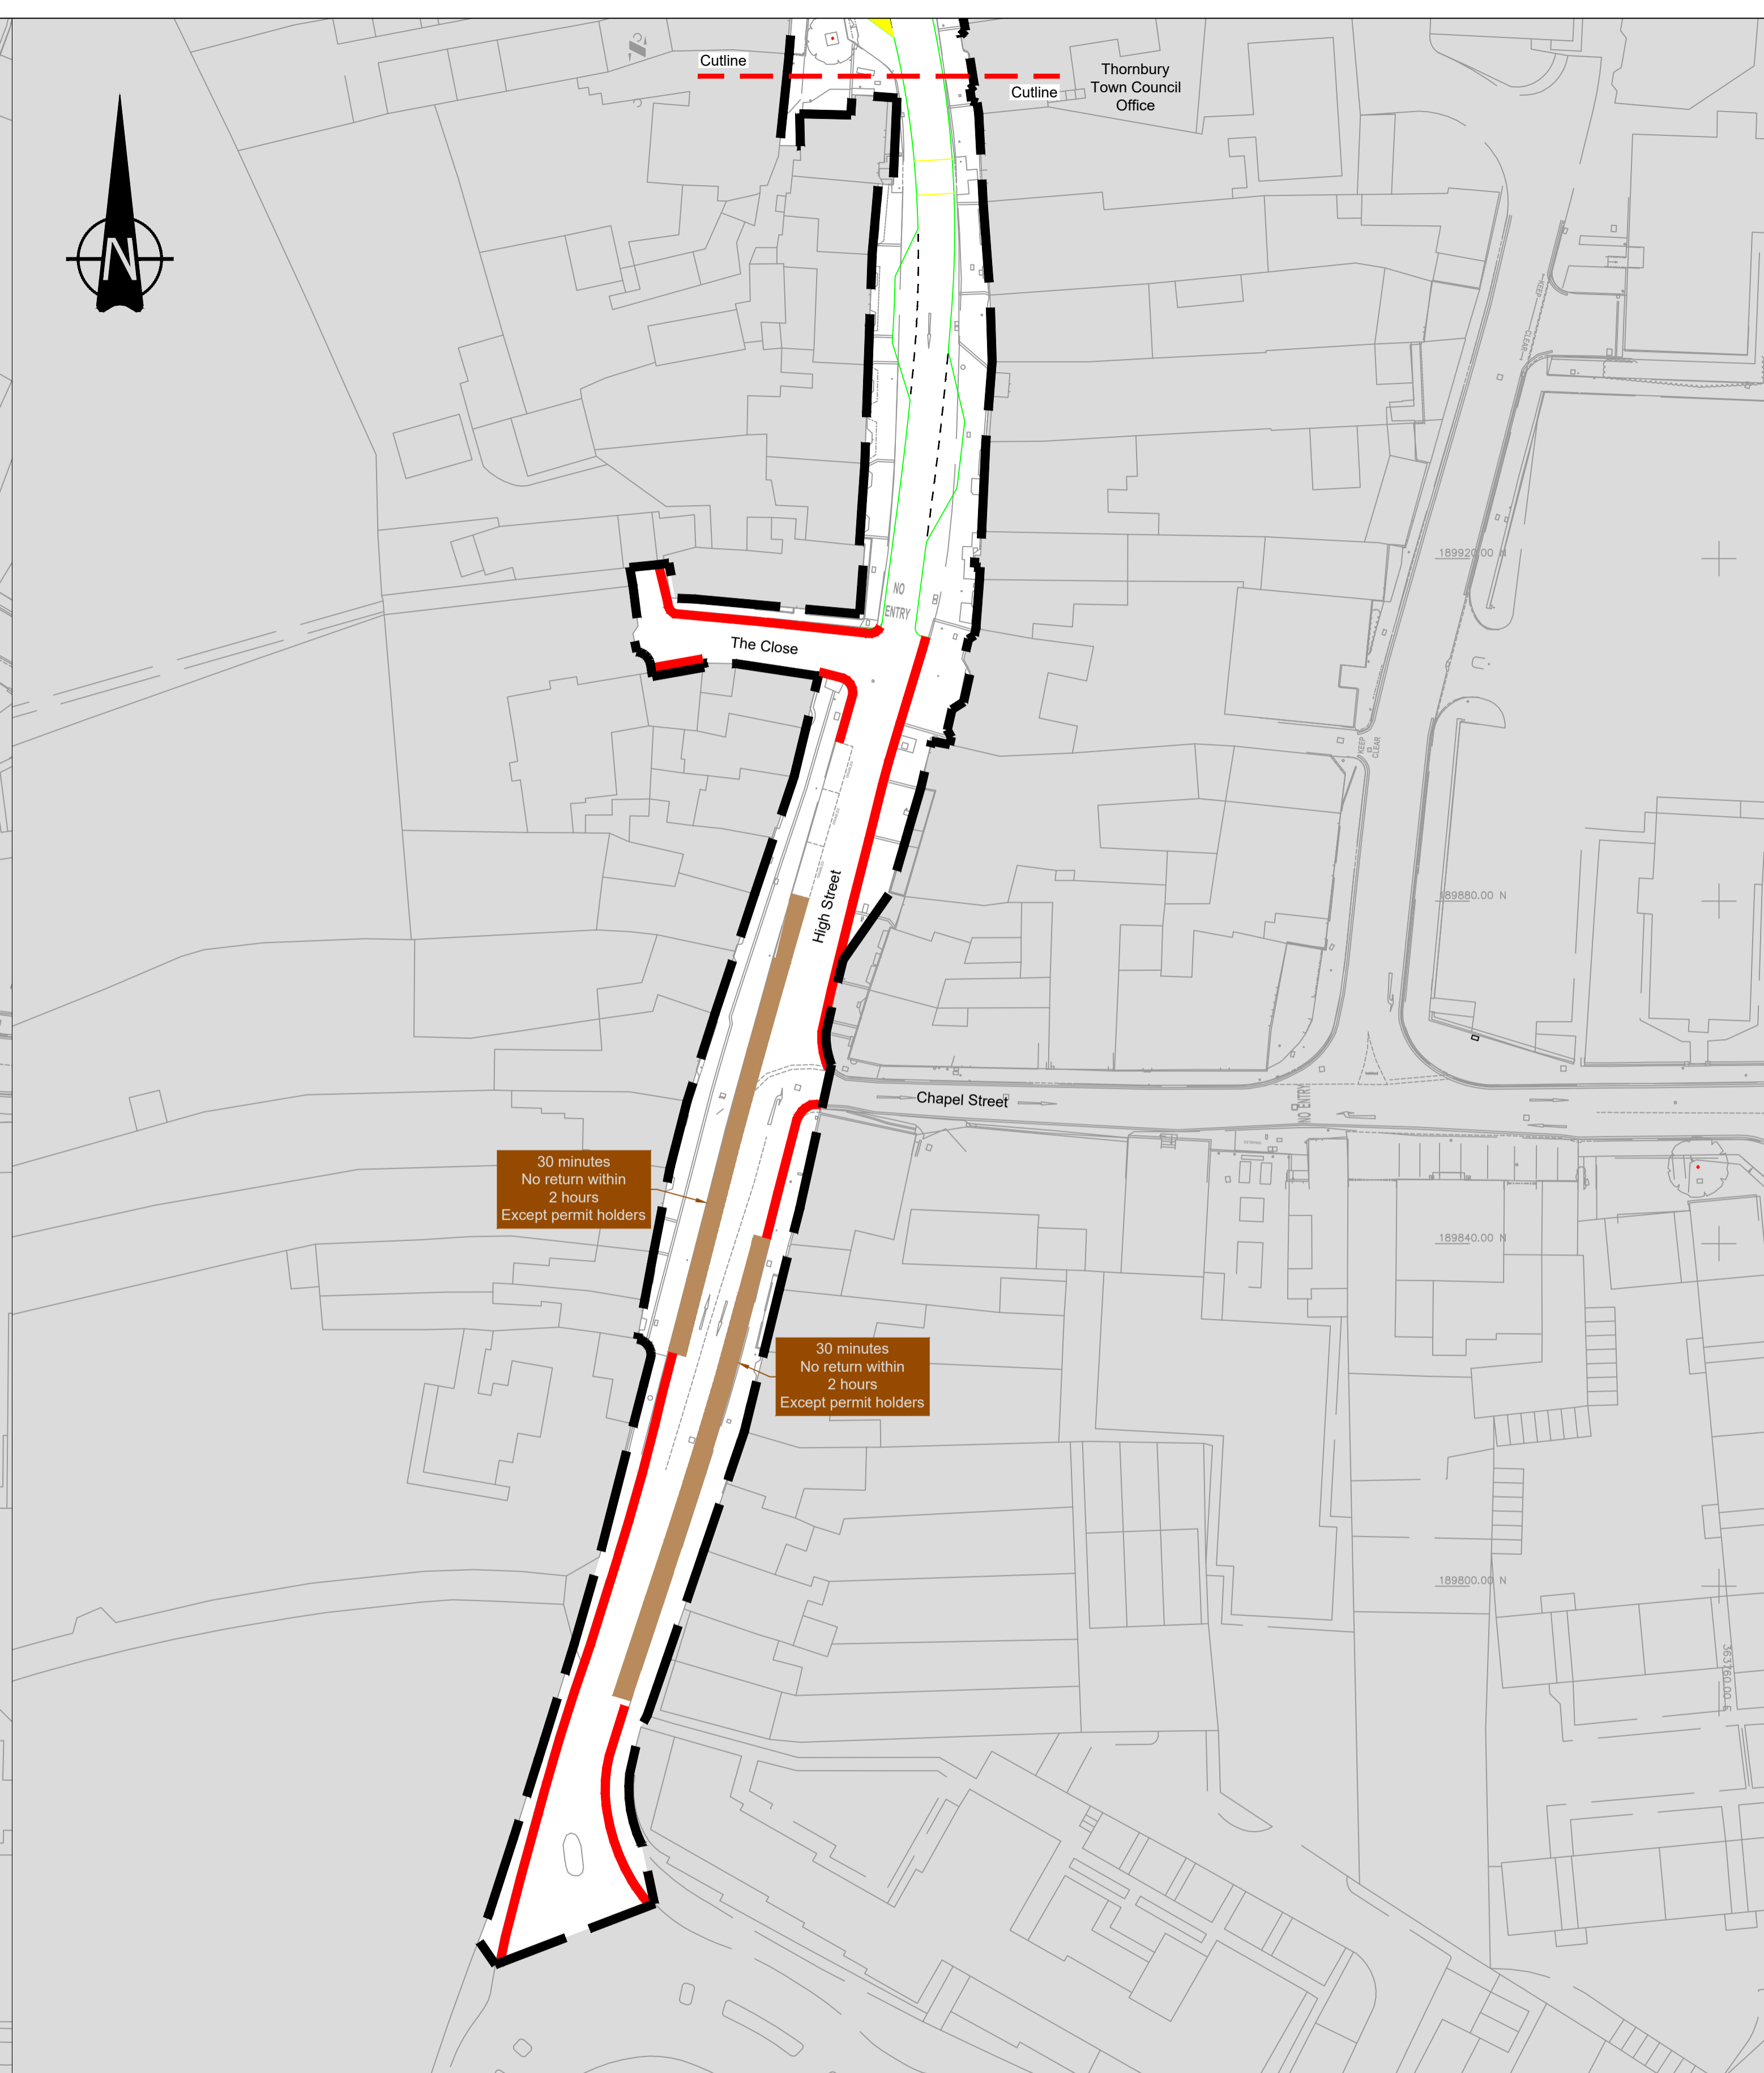 Cutline
Cutline
Thornbury
Town Council
Office
N
KEEP
CLEAR
189920.00 N
NO
ENTRY
The Close
KEEP
CLEAR
189880.00 N
High Street
Chapel Street
NO ENTRY
30 minutes
No return within
2 hours
Except permit holders
189840.00 N
30 minutes
No return within
2 hours
Except permit holders
189800.00 N
363760.00 E